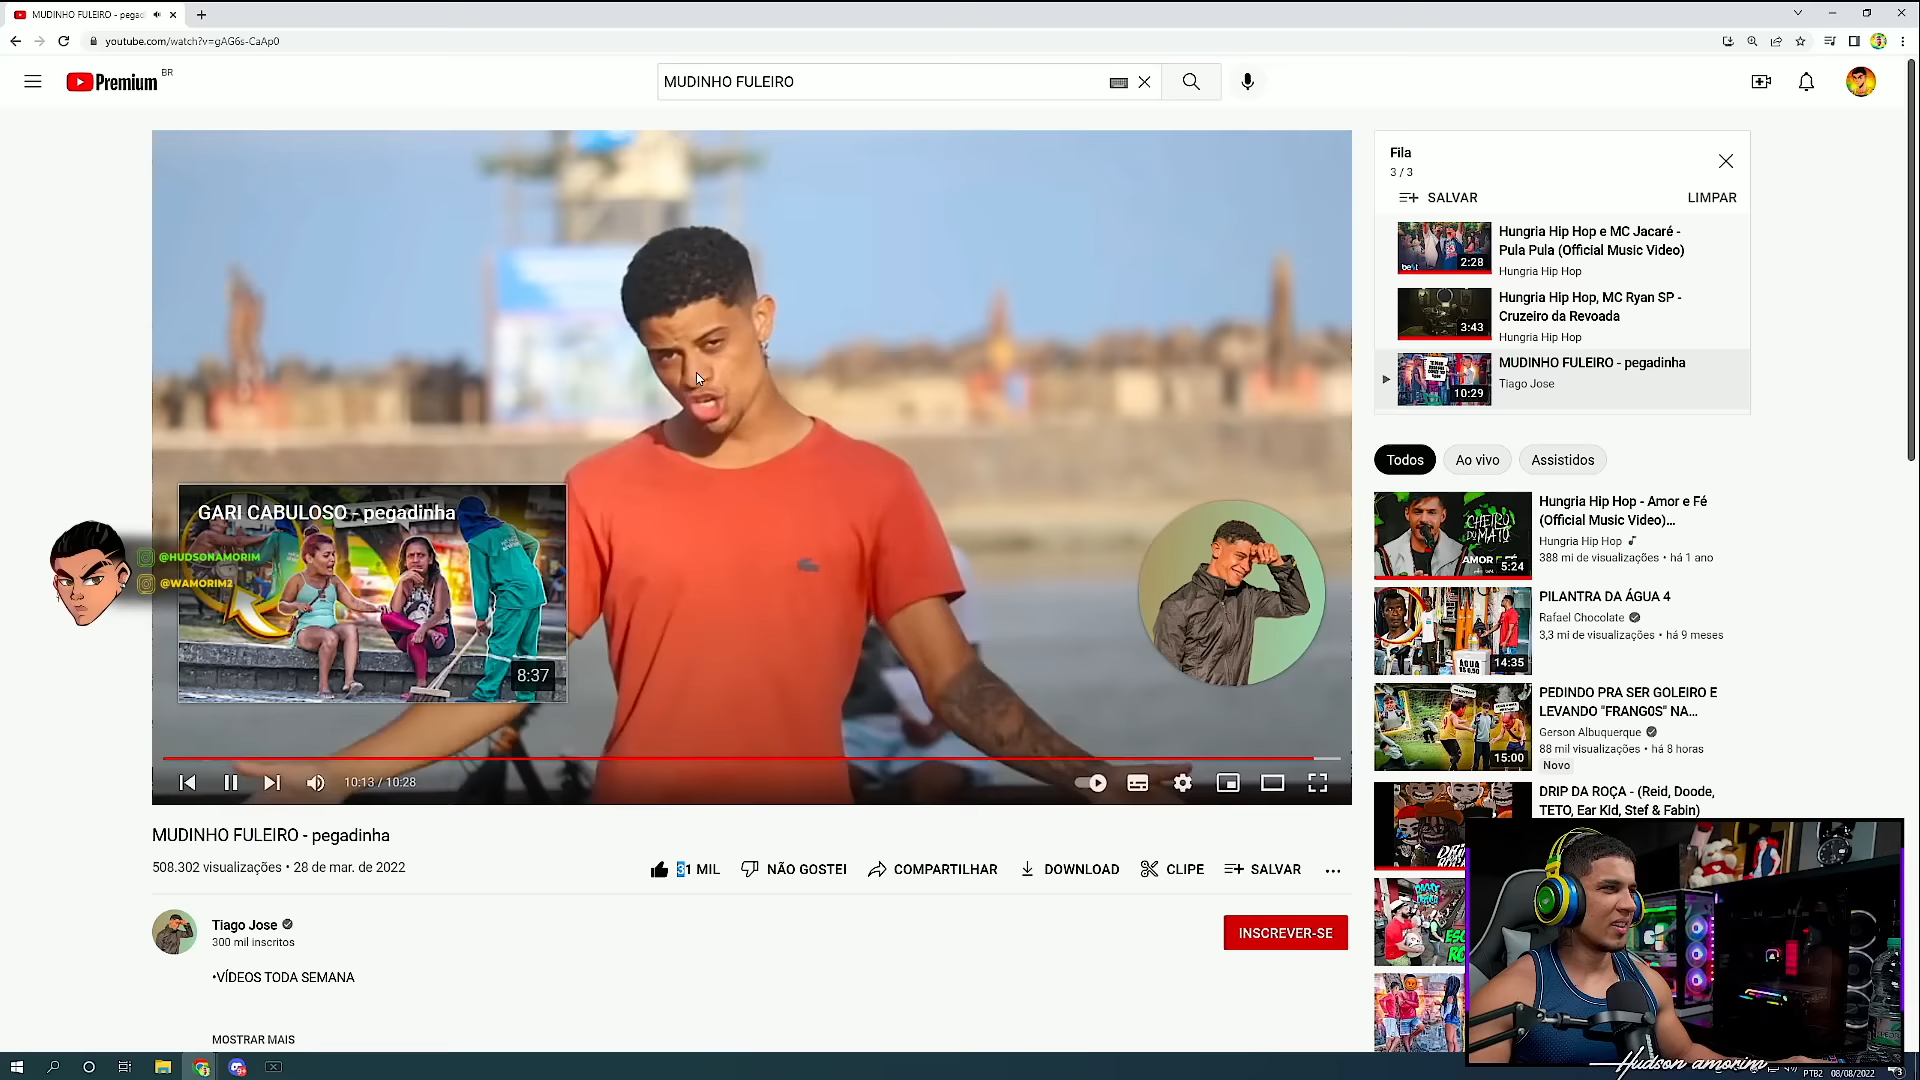 MUDINHO FULEIRO - pegad
youtube.com/watch?v=gAG6s-CaAp0
Premium BR
MUDINHO FULEIRO
GARI CABULOSO - pegadinha
8:37
@HUDSONAMORIM
@WAMORIM2
10:13 / 10:28
MUDINHO FULEIRO - pegadinha
508.302 visualizações • 28 de mar. de 2022
31 MIL
NÃO GOSTEI
COMPARTILHAR
DOWNLOAD
CLIPE
SALVAR
Tiago Jose
300 mil inscritos
INSCREVER-SE
•VÍDEOS TODA SEMANA
MOSTRAR MAIS
Fila
3 / 3
SALVAR
LIMPAR
2:28
Hungria Hip Hop e MC Jacaré -
Pula Pula (Official Music Video)
Hungria Hip Hop
3:43
Hungria Hip Hop, MC Ryan SP -
Cruzeiro da Revoada
Hungria Hip Hop
10:29
MUDINHO FULEIRO - pegadinha
Tiago Jose
Todos
Ao vivo
Assistidos
CHEIRO
DO MATO
5:24
Hungria Hip Hop - Amor e Fé
(Official Music Video)...
Hungria Hip Hop
388 mi de visualizações • há 1 ano
14:35
PILANTRA DA ÁGUA 4
Rafael Chocolate
3,3 mi de visualizações • há 9 meses
15:00
PEDINDO PRA SER GOLEIRO E
LEVANDO "FRANG0S" NA...
Gerson Albuquerque
88 mil visualizações • há 8 horas
Novo
DRIP DA ROÇA - (Reid, Doode,
TETO, Ear Kid, Stef & Fabin)
Hudson amorim
PTB2
08/08/2022